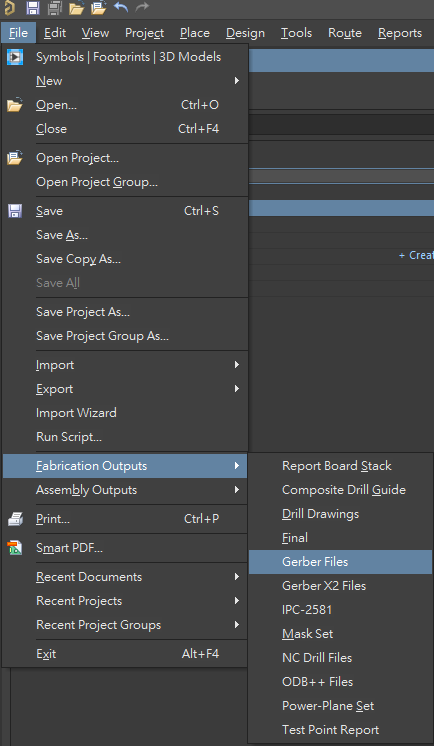 File Edit View Project Place Design Tools Route Reports
Symbols | Footprints | 3D Models
New
Open... Ctrl+O
Close Ctrl+F4
Open Project...
Open Project Group...
Save Ctrl+S
Save As...
Save Copy As...
+ Creat
Save All
Save Project As...
Save Project Group As...
Import
Export
Import Wizard
Run Script...
Fabrication Outputs
Assembly Outputs
Print... Ctrl+P
Smart PDF...
Recent Documents
Recent Projects
Recent Project Groups
Exit Alt+F4
Report Board Stack
Composite Drill Guide
Drill Drawings
Final
Gerber Files
Gerber X2 Files
IPC-2581
Mask Set
NC Drill Files
ODB++ Files
Power-Plane Set
Test Point Report